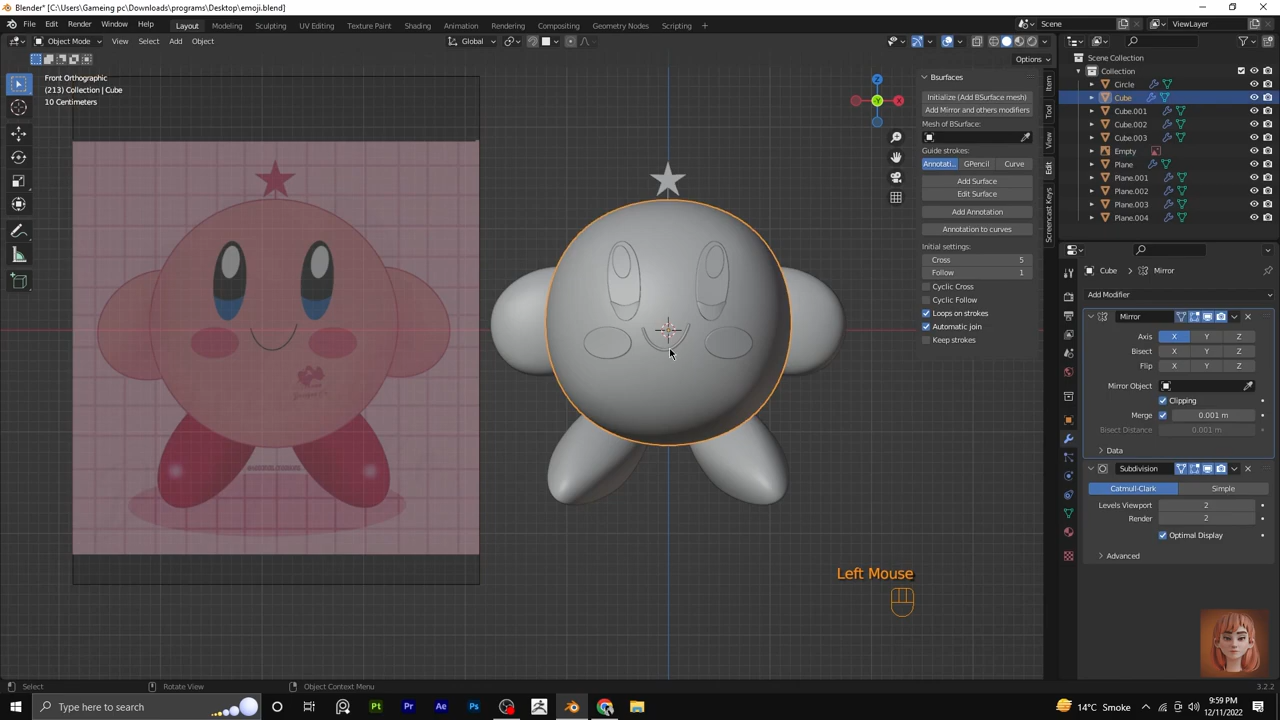 Blender* [C:\Users\Gameing pc\Downloads\programs\Desktop\emoji.blend]
File Edit Render Window Help
Layout Modeling Sculpting UV Editing Texture Paint Shading Animation Rendering Compositing Geometry Nodes Scripting +
Scene
ViewLayer
Object Mode View Select Add Object
Global
Options
Front Orthographic
(213) Collection | Cube
10 Centimeters
Z
Y
X
Bsurfaces
Initialize (Add BSurface mesh)
Add Mirror and others modifiers
Mesh of BSurface:
Guide strokes:
Annotati.. GPencil Curve
Add Surface
Edit Surface
Add Annotation
Annotation to curves
Initial settings:
Cross 5
Follow 1
Cyclic Cross
Cyclic Follow
Loops on strokes
Automatic join
Keep strokes
Item
Tool
View
Edit
Screencast Keys
Scene Collection
Collection
Circle
Cube
Cube.001
Cube.002
Cube.003
Empty
Plane
Plane.001
Plane.002
Plane.003
Plane.004
Cube > Mirror
Add Modifier
Mirror
Axis X Y Z
Bisect X Y Z
Flip X Y Z
Mirror Object
Clipping
Merge 0.001 m
Bisect Distance 0.001 m
Data
Subdivision
Catmull-Clark Simple
Levels Viewport 2
Render 2
Optimal Display
Advanced
Left Mouse
Select Rotate View Object Context Menu
3.2.2
Type here to search
Pt
Pr
Ae
Ps
14°C Smoke
9:59 PM
12/11/2022